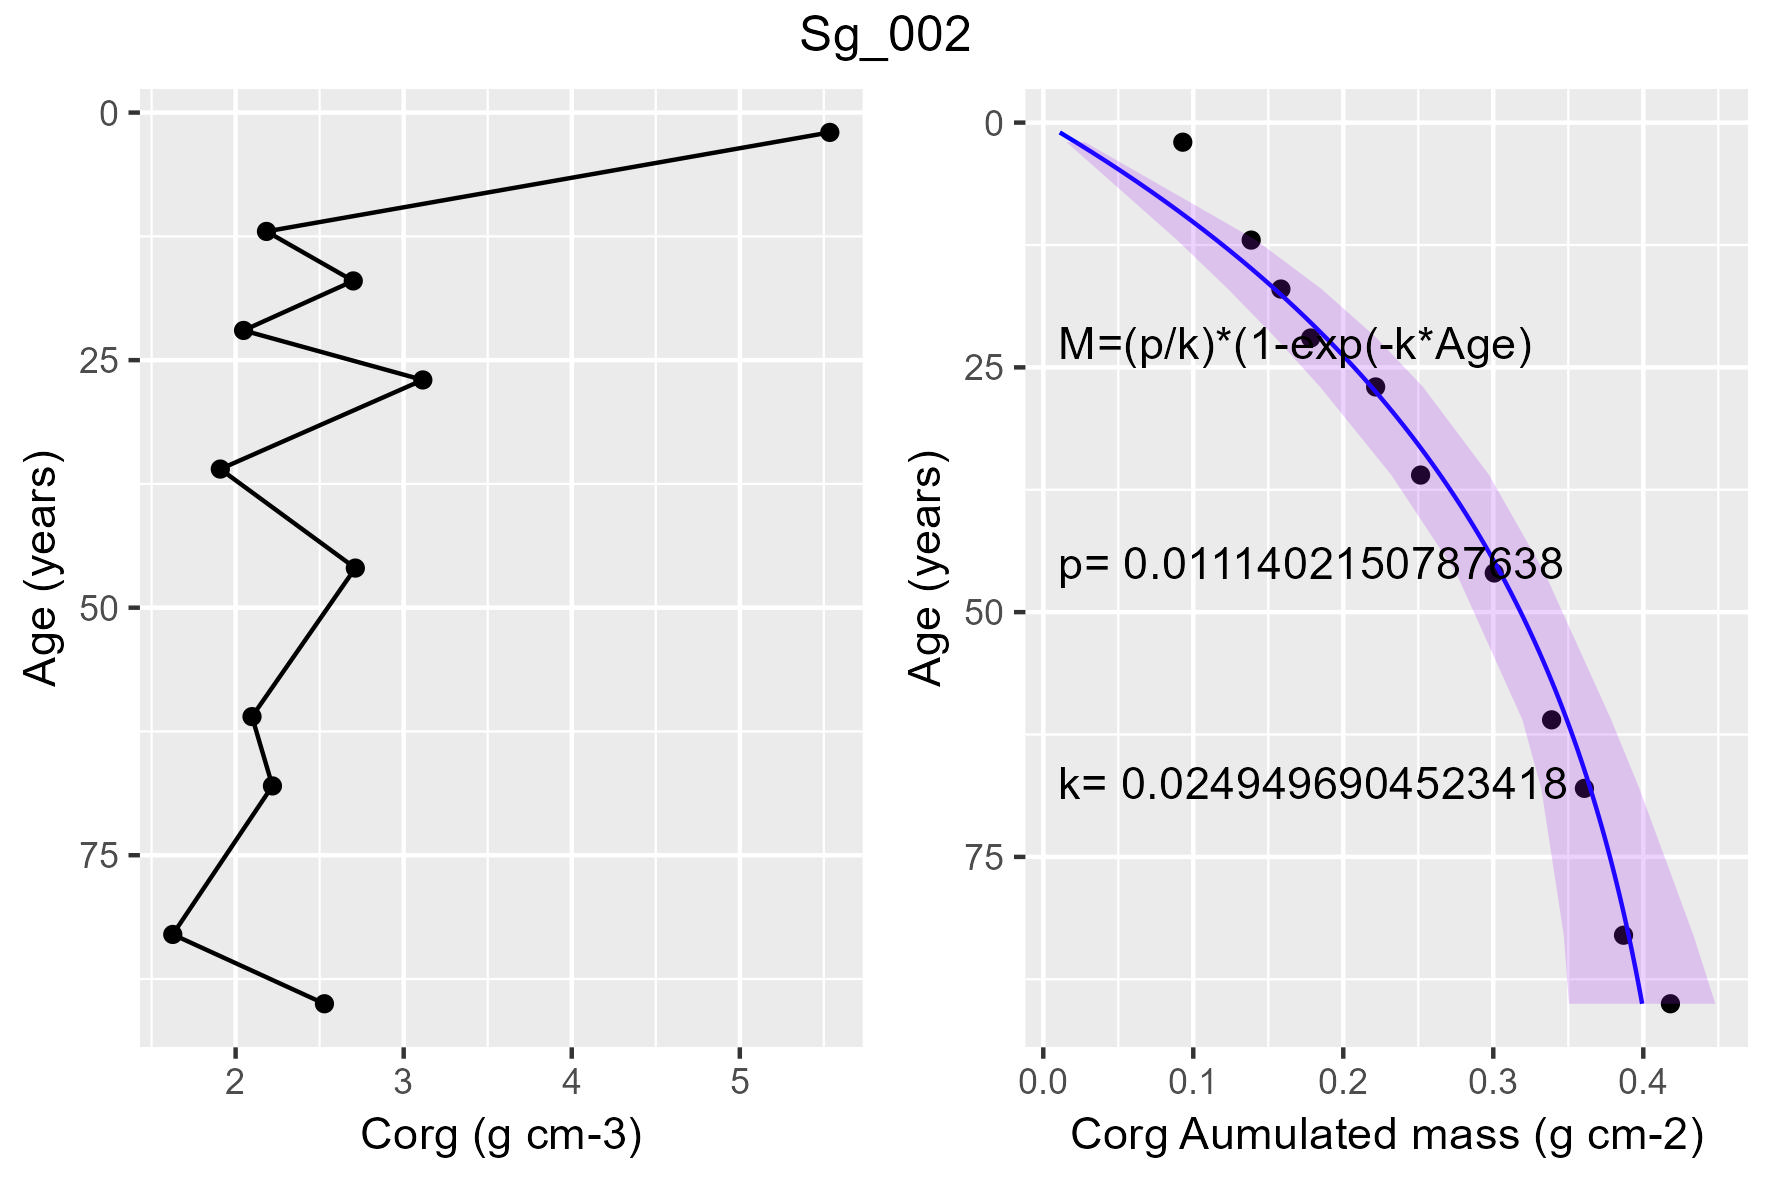 Sg_002
0
25
50
75
Age (years)
2
3
4
5
Corg (g cm-3)
0
25
50
75
Age (years)
M=(p/k)*(1-exp(-k*Age)
p= 0.0111402150787638
k= 0.0249496904523418
0.0
0.1
0.2
0.3
0.4
Corg Aumulated mass (g cm-2)